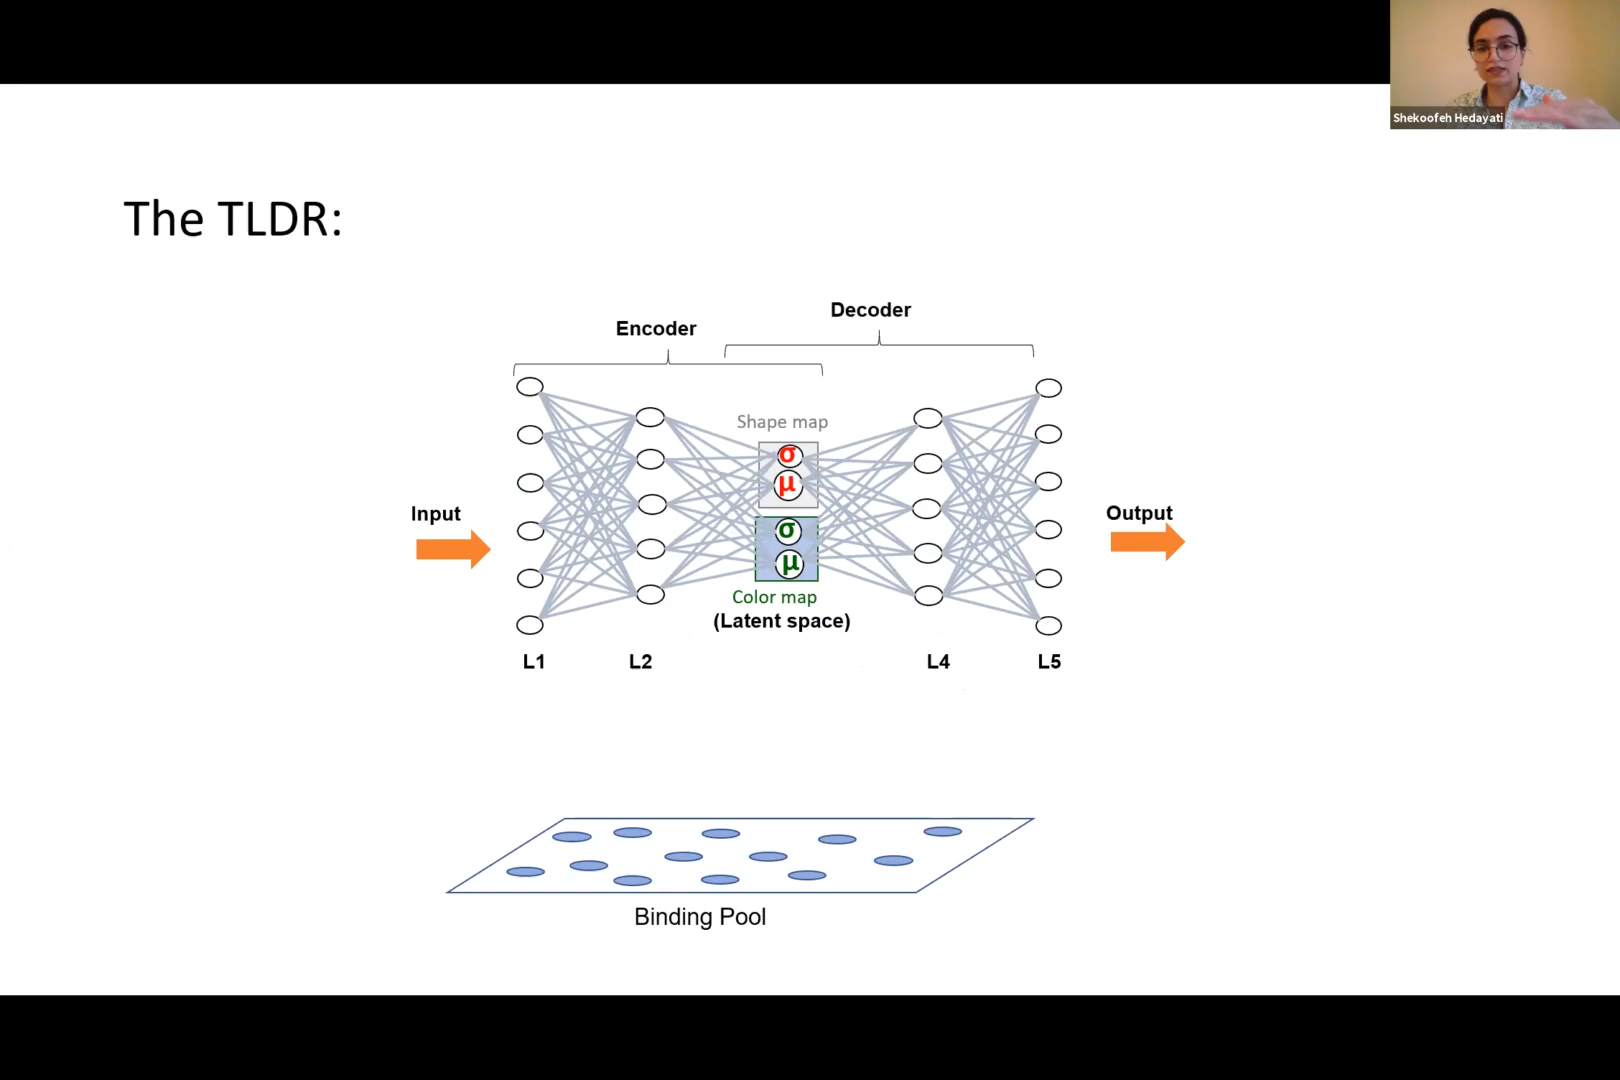 Shekoofeh Hedayati
The TLDR:
Decoder
Encoder
Shape map
σ
μ
Input
Output
σ
μ
Color map
(Latent space)
L1 L2 L4 L5
Binding Pool